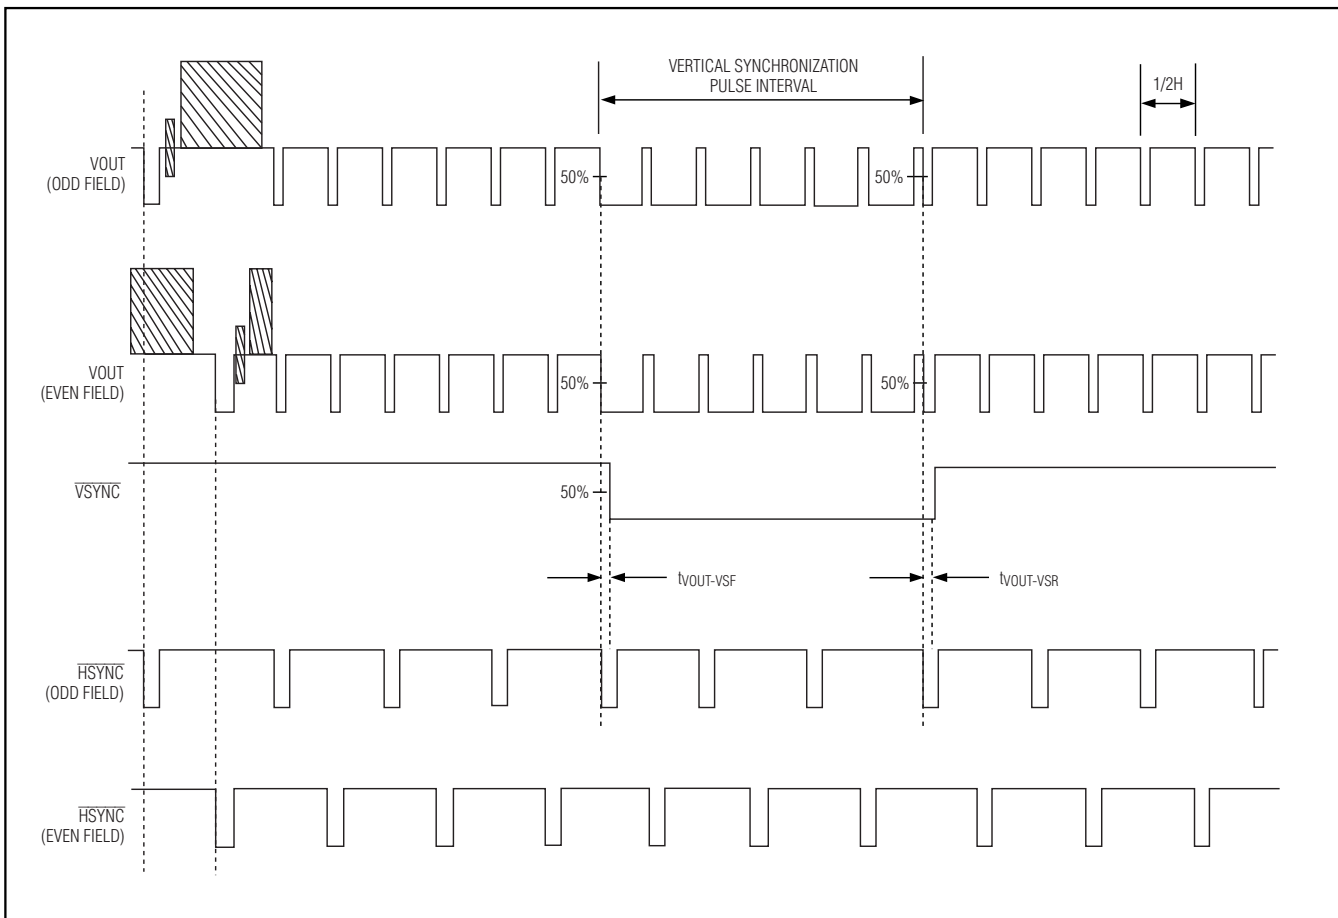 VERTICAL SYNCHRONIZATION
PULSE INTERVAL
1/2H
VOUT
(ODD FIELD)
50%
50%
VOUT
(EVEN FIELD)
50%
50%
VSYNC
50%
tVOUT-VSF
tVOUT-VSR
HSYNC
(ODD FIELD)
HSYNC
(EVEN FIELD)